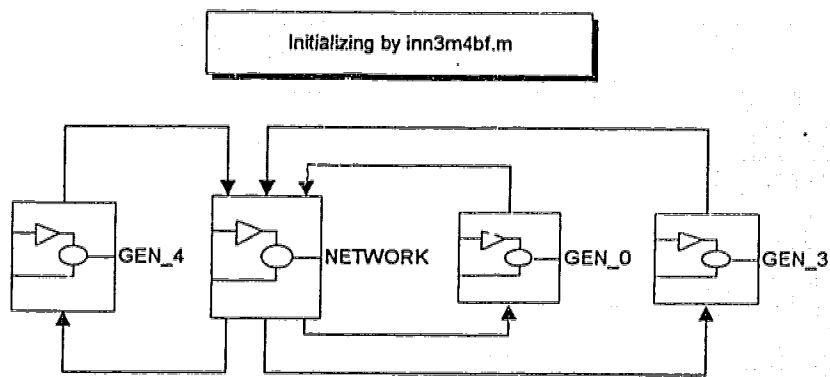 Initializing by inn3m4bf.m
GEN_4
NETWORK
GEN_0
GEN_3